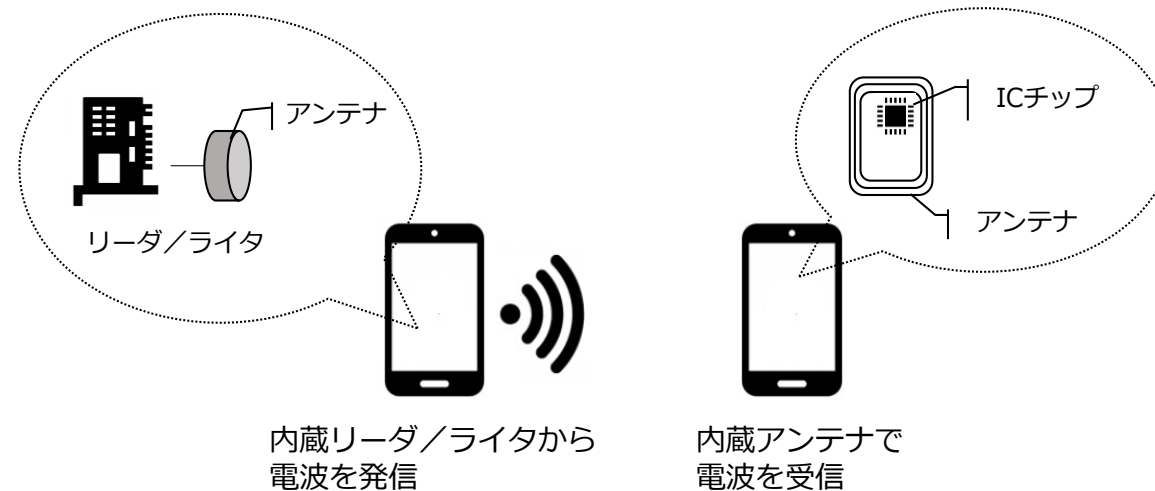 アンテナ
リーダ／ライタ
ICチップ
アンテナ
内蔵リーダ／ライタから
電波を発信
内蔵アンテナで
電波を受信